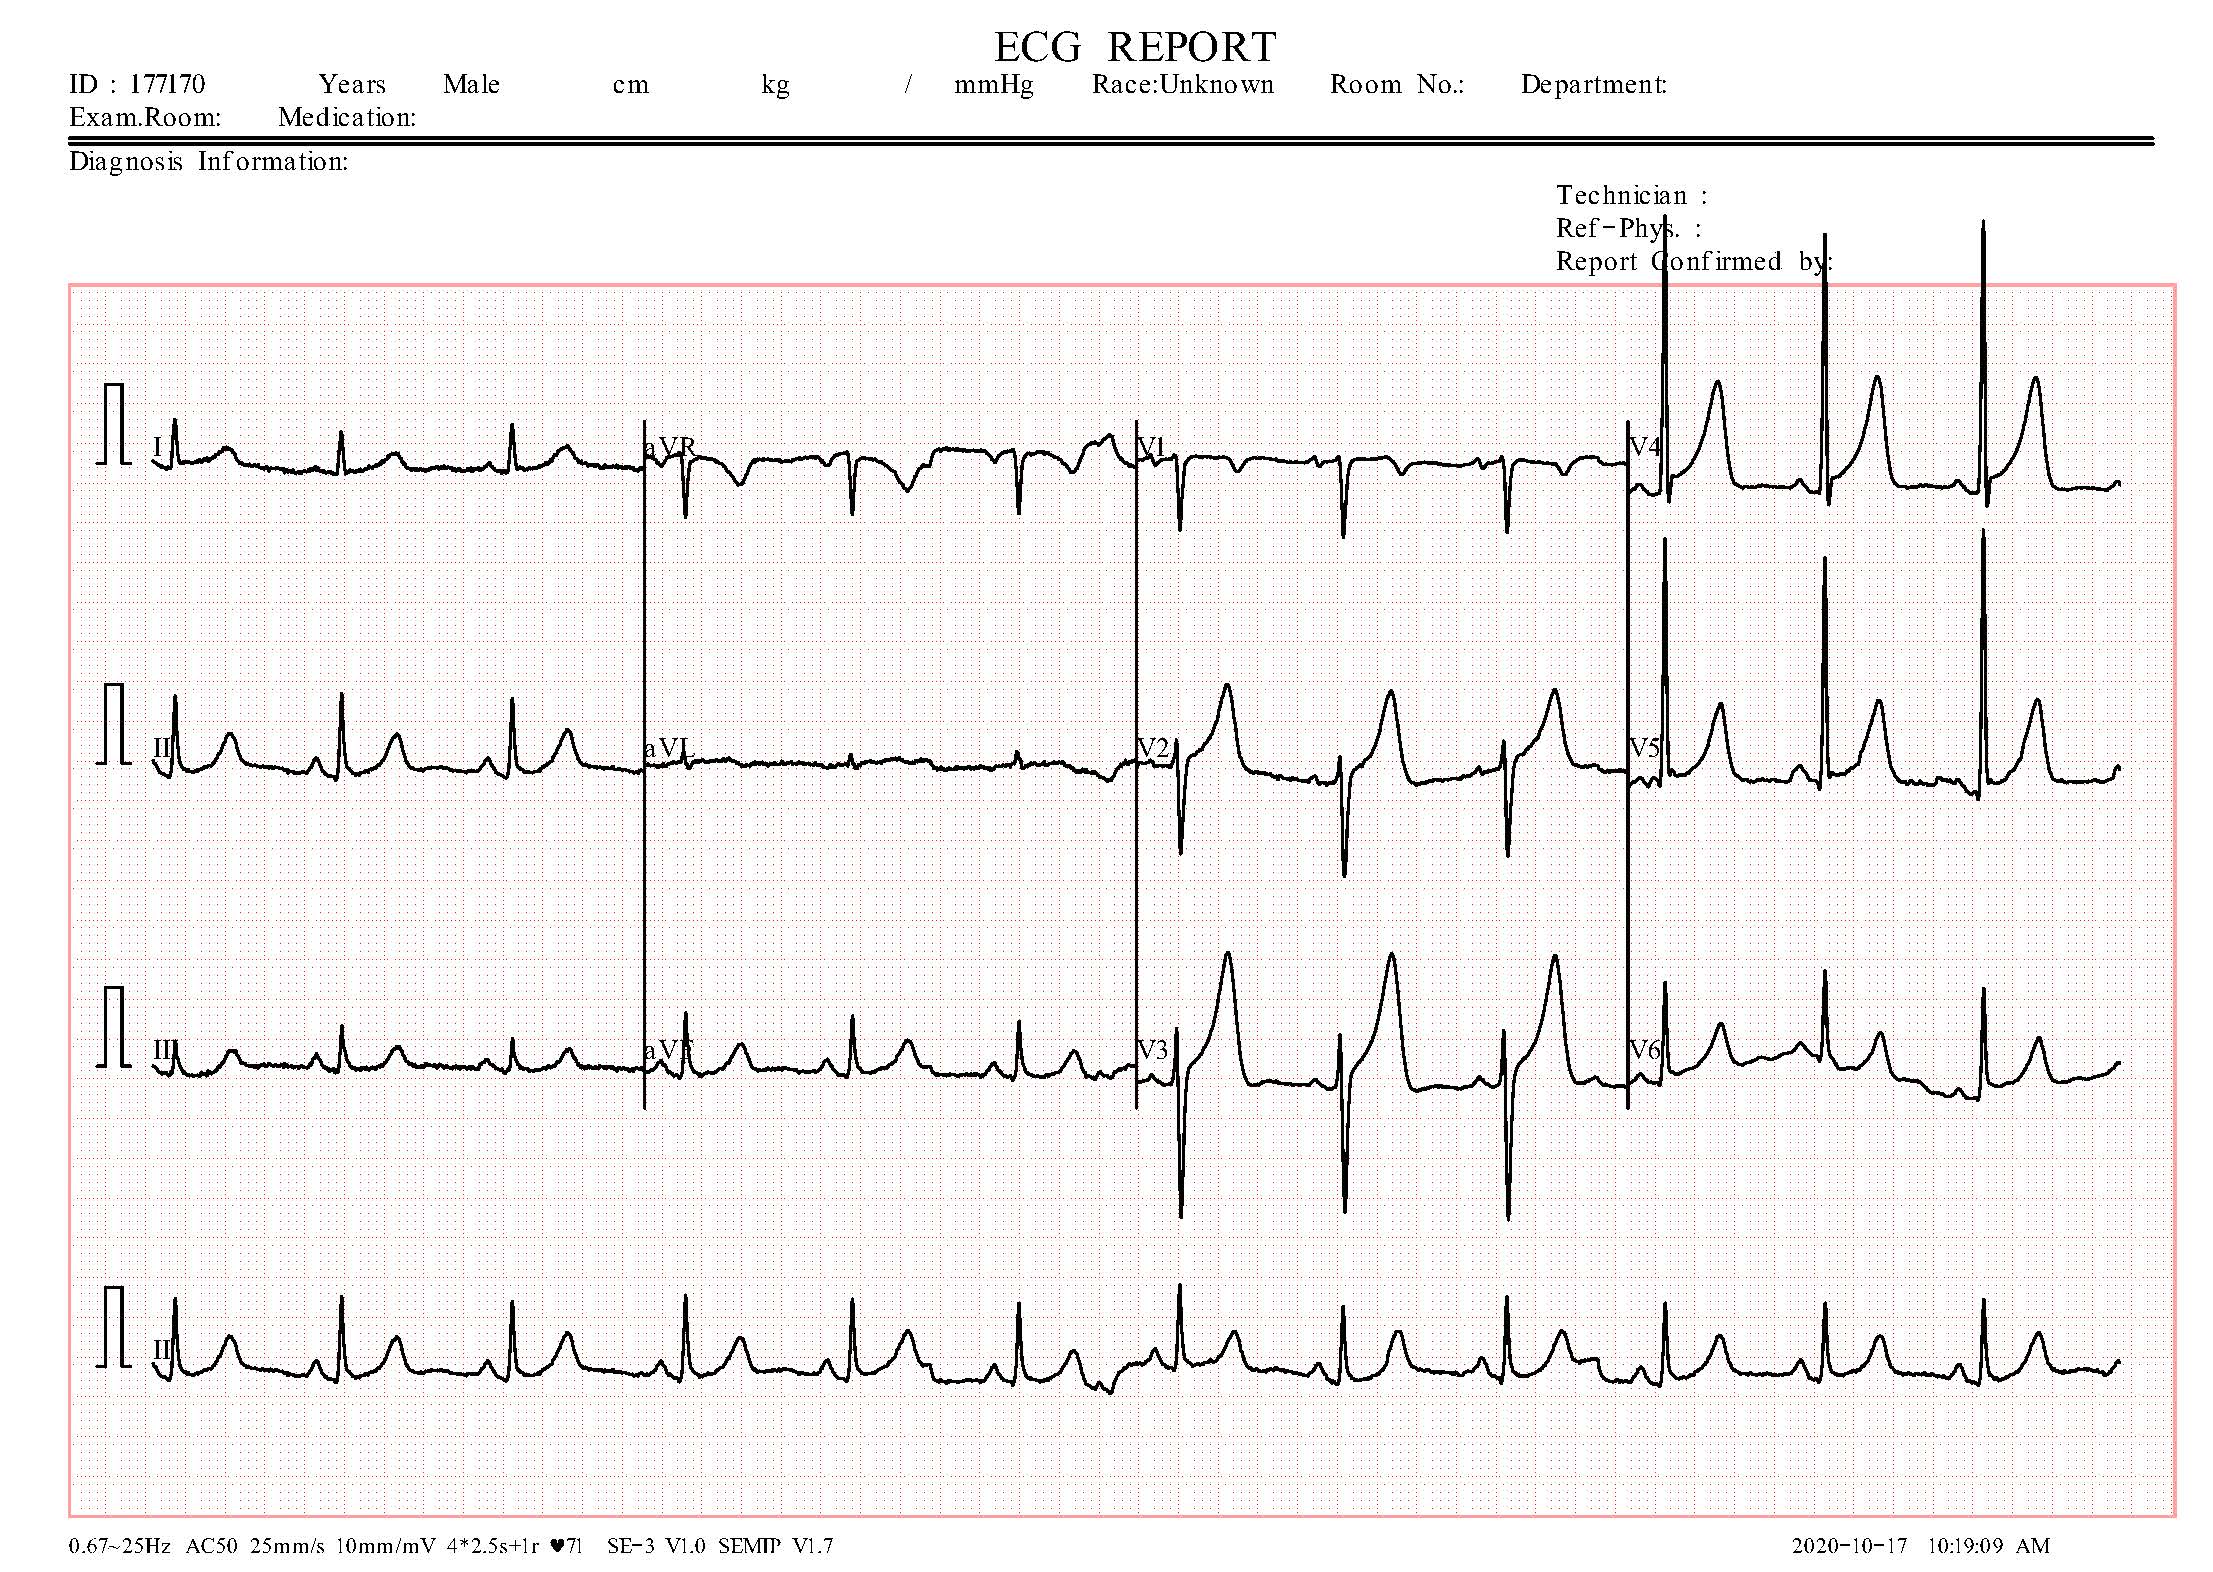 ECG REPORT
ID : 177170 Years Male cm kg / mmHg Race:Unknown Room No.: Department:
Exam.Room: Medication:
Diagnosis Information:
Technician :
Ref-Phys. :
Report Confirmed by:
I aVR V1 V4
II aVL V2 V5
III aVF V3 V6
II
0.67~25Hz AC50 25mm/s 10mm/mV 4*2.5s+1r ♥71 SE-3 V1.0 SEMIP V1.7 2020-10-17 10:19:09 AM